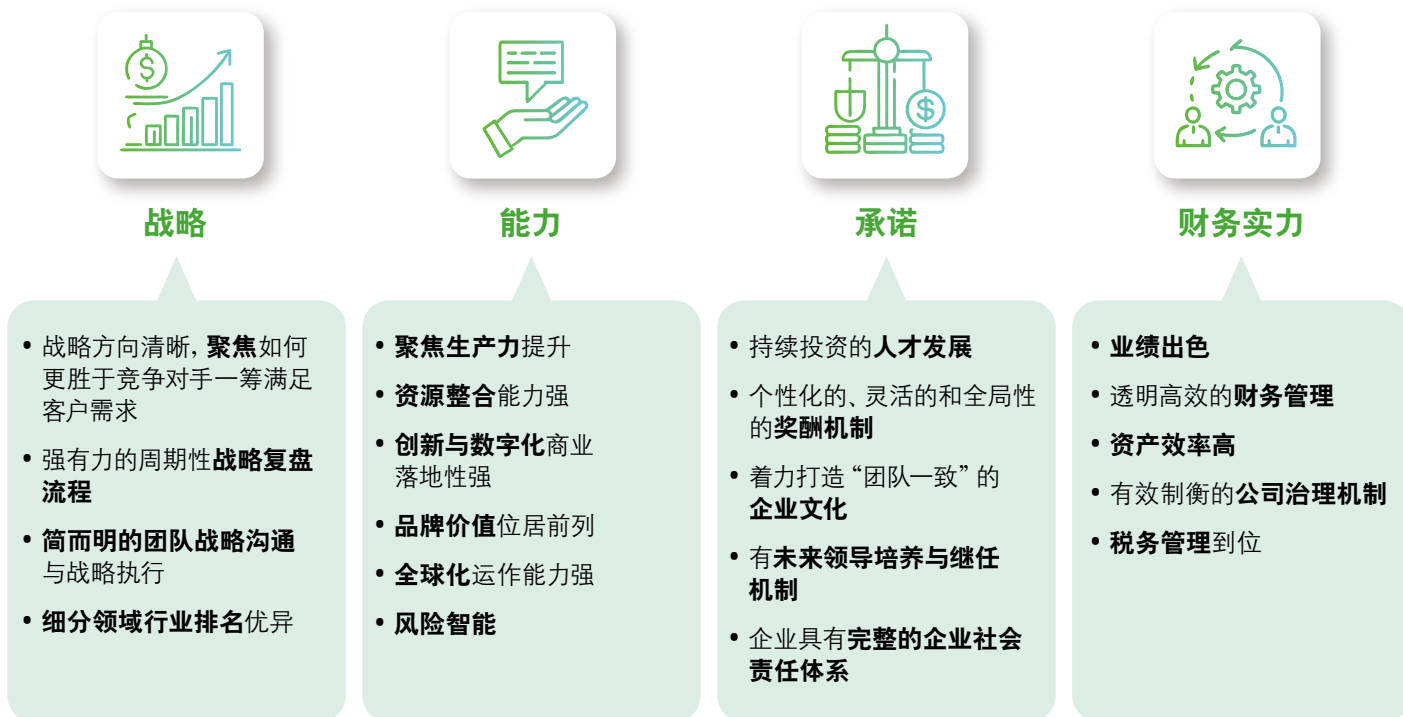 战略
• 战略方向清晰, 聚焦如何
更胜于竞争对手一筹满足
客户需求
• 强有力的周期性战略复盘
流程
• 简而明的团队战略沟通
与战略执行
• 细分领域行业排名优异
能力
• 聚焦生产力提升
• 资源整合能力强
• 创新与数字化商业
落地性强
• 品牌价值位居前列
• 全球化运作能力强
• 风险智能
承诺
• 持续投资的人才发展
• 个性化的、灵活的和全局性
的奖酬机制
• 着力打造“团队一致”的
企业文化
• 有未来领导培养与继任
机制
• 企业具有完整的企业社会
责任体系
财务实力
• 业绩出色
• 透明高效的财务管理
• 资产效率高
• 有效制衡的公司治理机制
• 税务管理到位